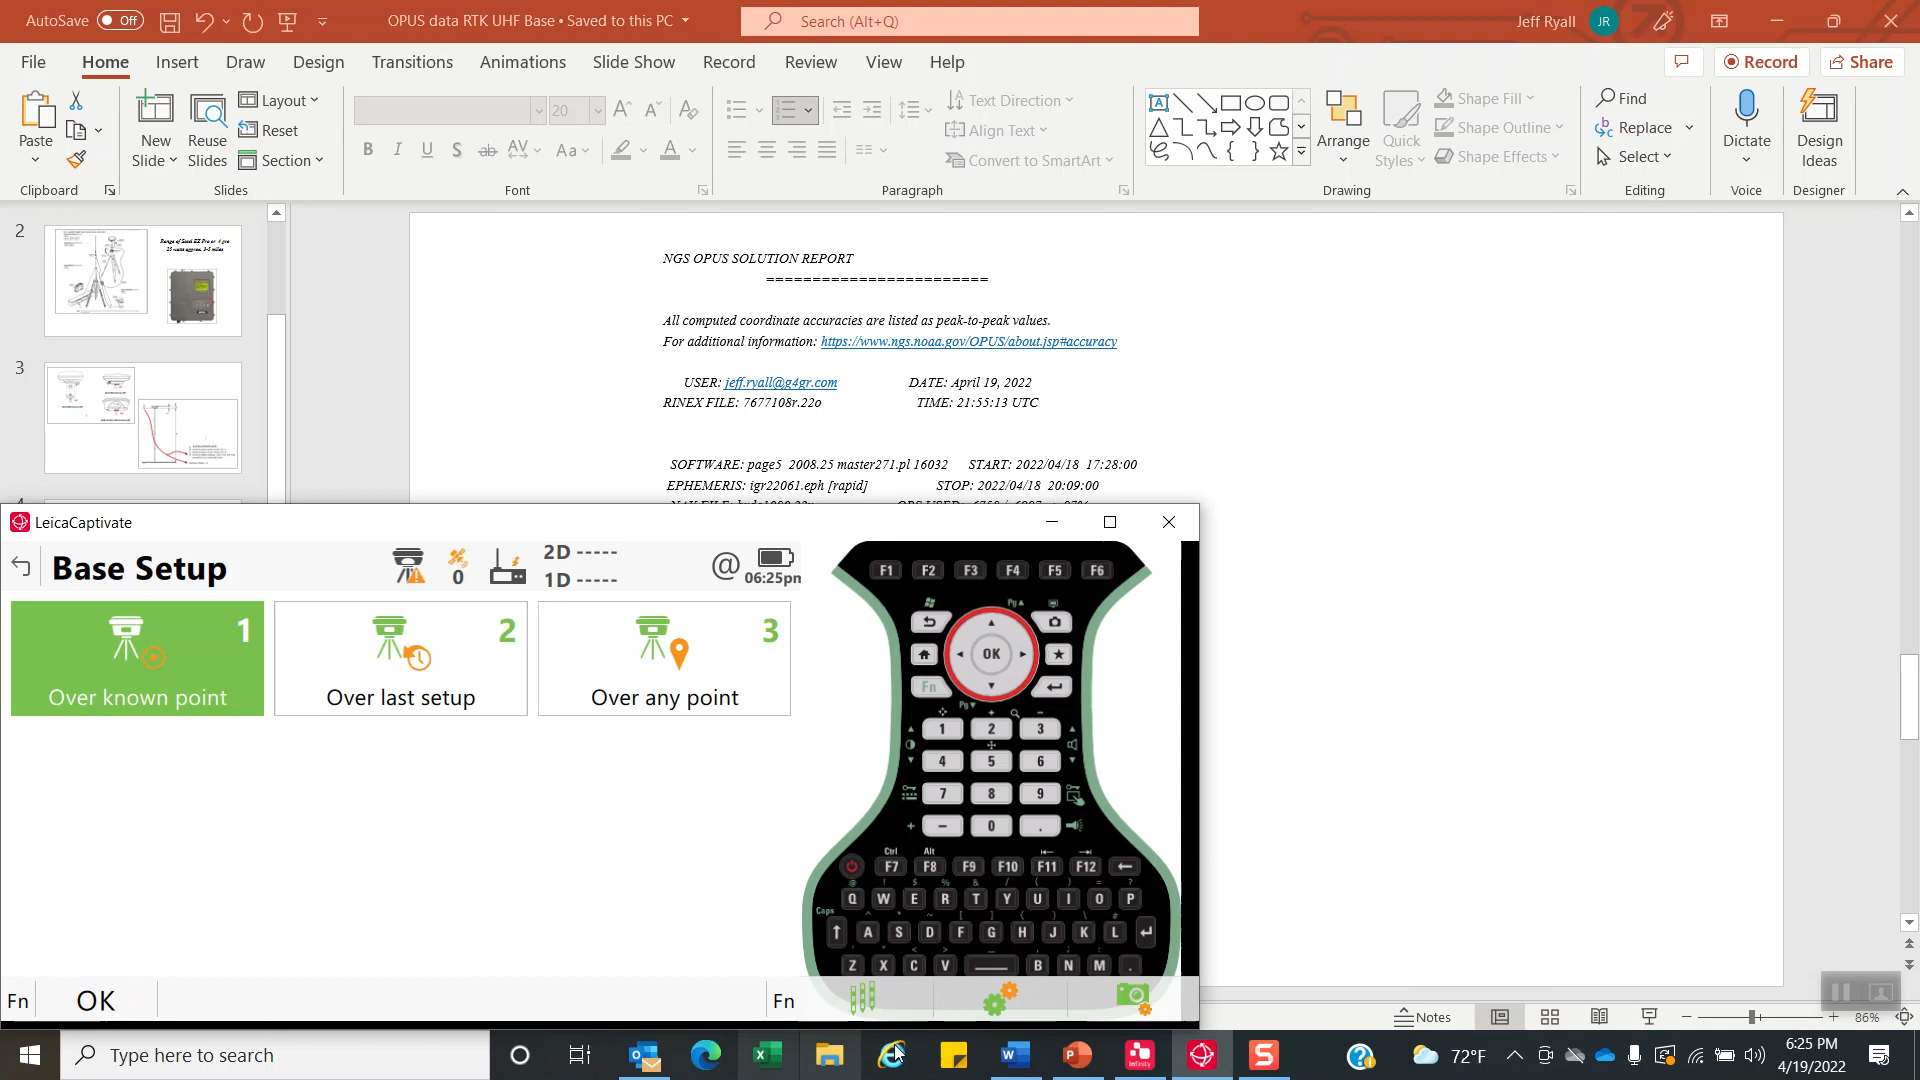 AutoSave Off
OPUS data RTK UHF Base • Saved to this PC
Search (Alt+Q)
Jeff Ryall JR
File Home Insert Draw Design Transitions Animations Slide Show Record Review View Help
Record Share
Paste
New Slide
Reuse Slides
Layout
Reset
Section
20
Text Direction
Align Text
Convert to SmartArt
Arrange
Quick Styles
Shape Fill
Shape Outline
Shape Effects
Find
Replace
Select
Dictate
Design Ideas
Clipboard Slides Font Paragraph Drawing Editing Voice Designer
2
3
NGS OPUS SOLUTION REPORT
========================
All computed coordinate accuracies are listed as peak-to-peak values.
For additional information: https://www.ngs.noaa.gov/OPUS/about.jsp#accuracy
USER: jeff.ryall@g4gr.com DATE: April 19, 2022
RINEX FILE: 7677108r.22o TIME: 21:55:13 UTC
SOFTWARE: page5 2008.25 master271.pl 16032 START: 2022/04/18 17:28:00
EPHEMERIS: igr22061.eph [rapid] STOP: 2022/04/18 20:09:00
LeicaCaptivate
Base Setup
0
2D -----
1D -----
@
06:25pm
1
Over known point
2
Over last setup
3
Over any point
F1 F2 F3 F4 F5 F6
Pg
OK
Fn
Pg
1 2 3
4 5 6
7 8 9
- 0 .
Ctrl Alt
F7 F8 F9 F10 F11 F12
Q W E R T Y U I O P
Caps
A S D F G H J K L
Z X C V B N M .
Fn OK Fn
Notes
86%
Type here to search
72°F
6:25 PM
4/19/2022